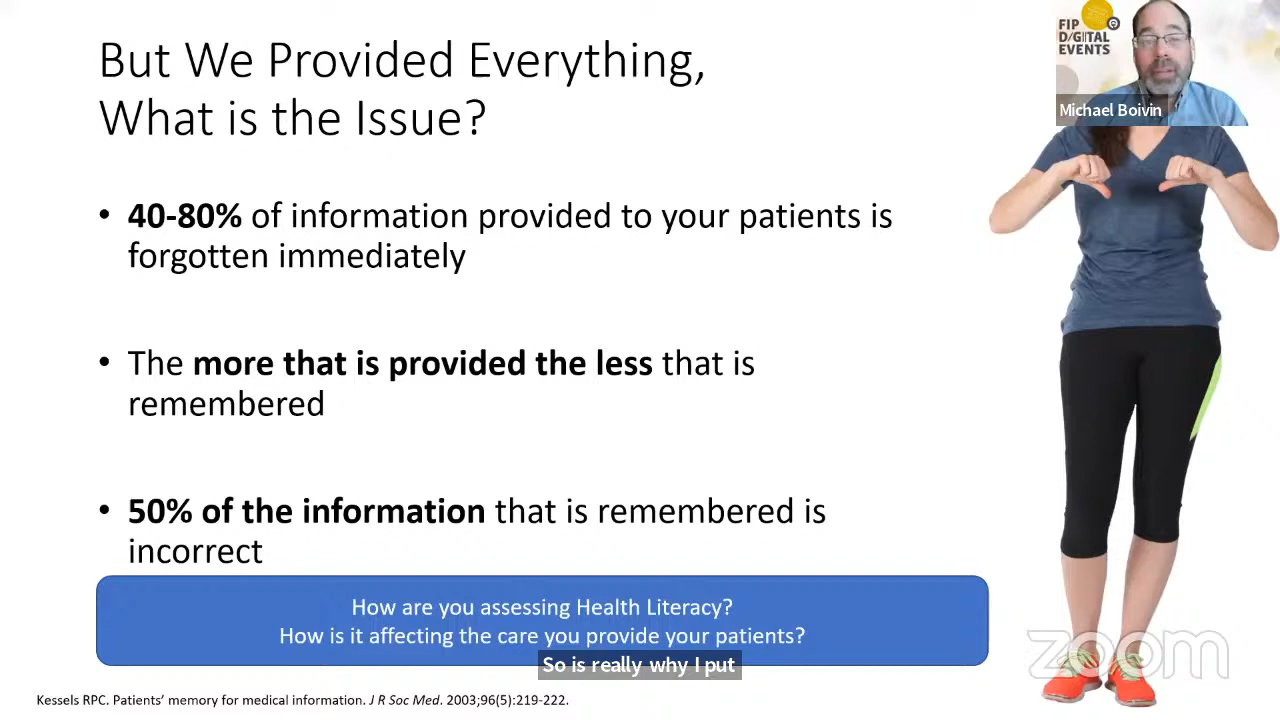 But We Provided Everything,
What is the Issue?
• 40-80% of information provided to your patients is
forgotten immediately
• The more that is provided the less that is
remembered
• 50% of the information that is remembered is
incorrect
How are you assessing Health Literacy?
How is it affecting the care you provide your patients?
So is really why I put
Kessels RPC. Patients’ memory for medical information. J R Soc Med. 2003;96(5):219-222.
FIP
DIGITAL
EVENTS
Michael Boivin
zoom